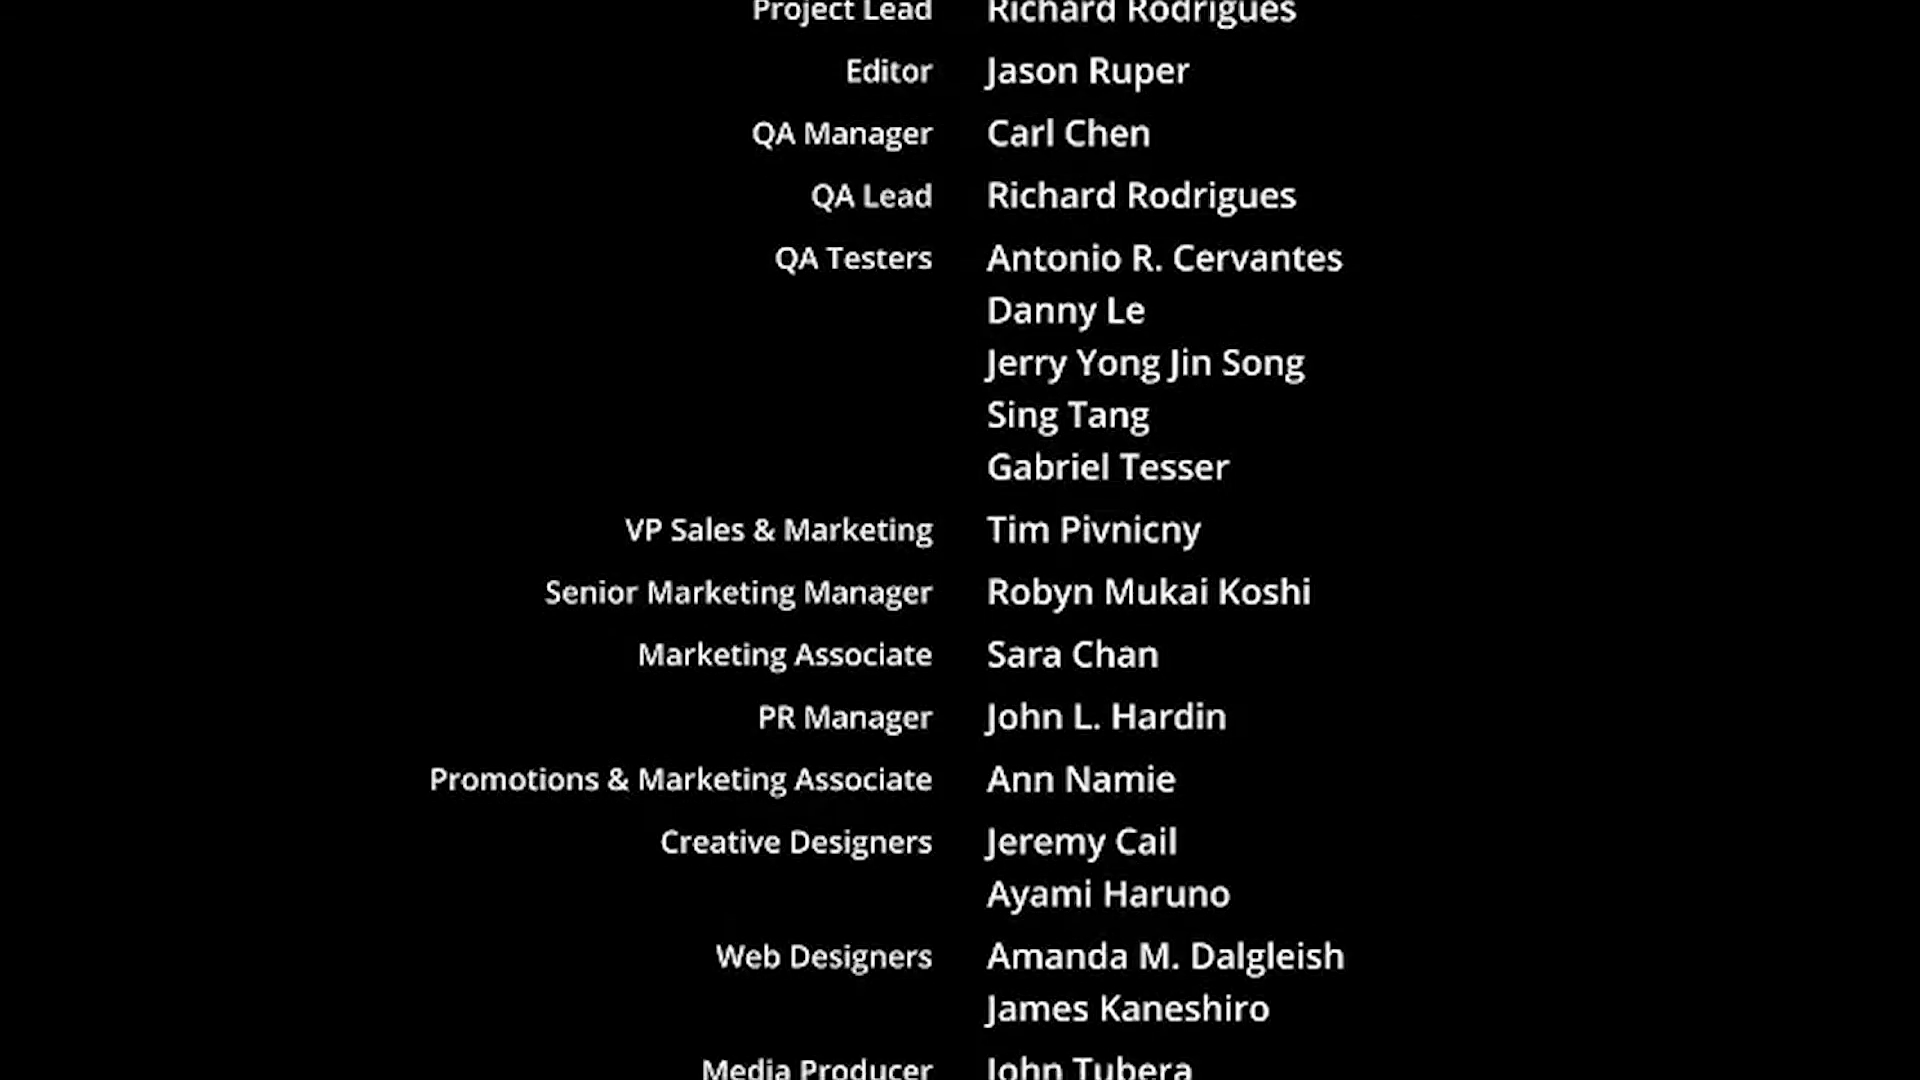 Project Lead Richard Rodrigues
Editor Jason Ruper
QA Manager Carl Chen
QA Lead Richard Rodrigues
QA Testers Antonio R. Cervantes
Danny Le
Jerry Yong Jin Song
Sing Tang
Gabriel Tesser
VP Sales & Marketing Tim Pivnicny
Senior Marketing Manager Robyn Mukai Koshi
Marketing Associate Sara Chan
PR Manager John L. Hardin
Promotions & Marketing Associate Ann Namie
Creative Designers Jeremy Cail
Ayami Haruno
Web Designers Amanda M. Dalgleish
James Kaneshiro
Media Producer John Tubera